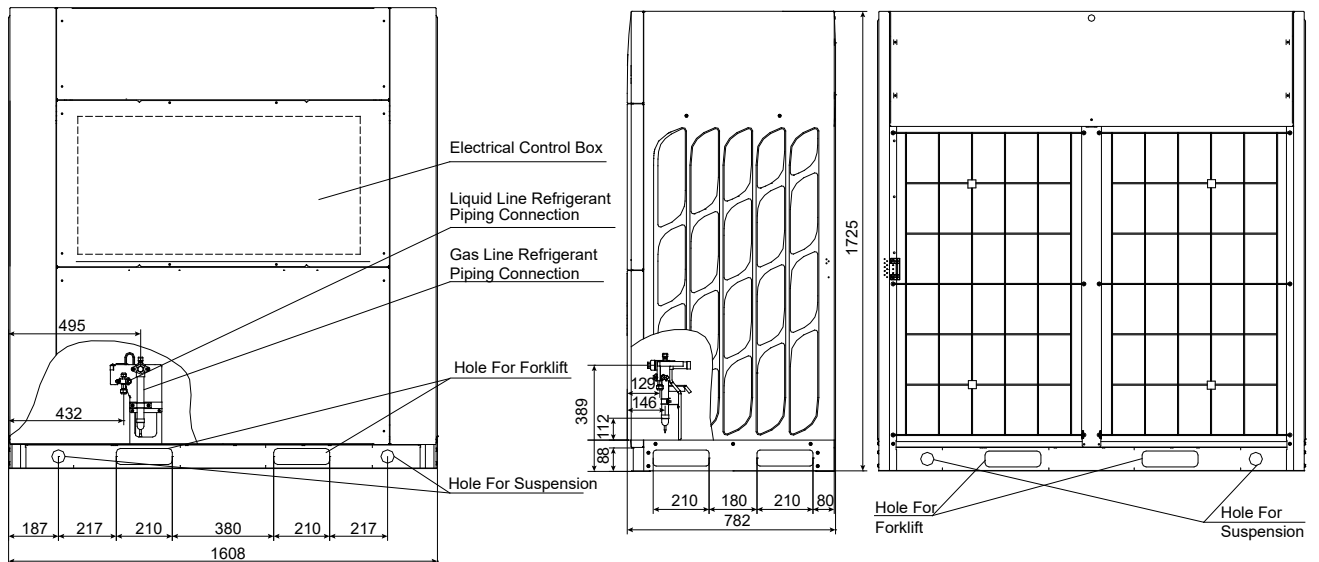 Electrical Control Box
Liquid Line Refrigerant
Piping Connection
Gas Line Refrigerant
Piping Connection
495
432
Hole For Forklift
Hole For Suspension
187
217
210
380
210
217
1608
1725
129
146
389
112
88
210
180
210
80
782
Hole For
Forklift
Hole For
Suspension